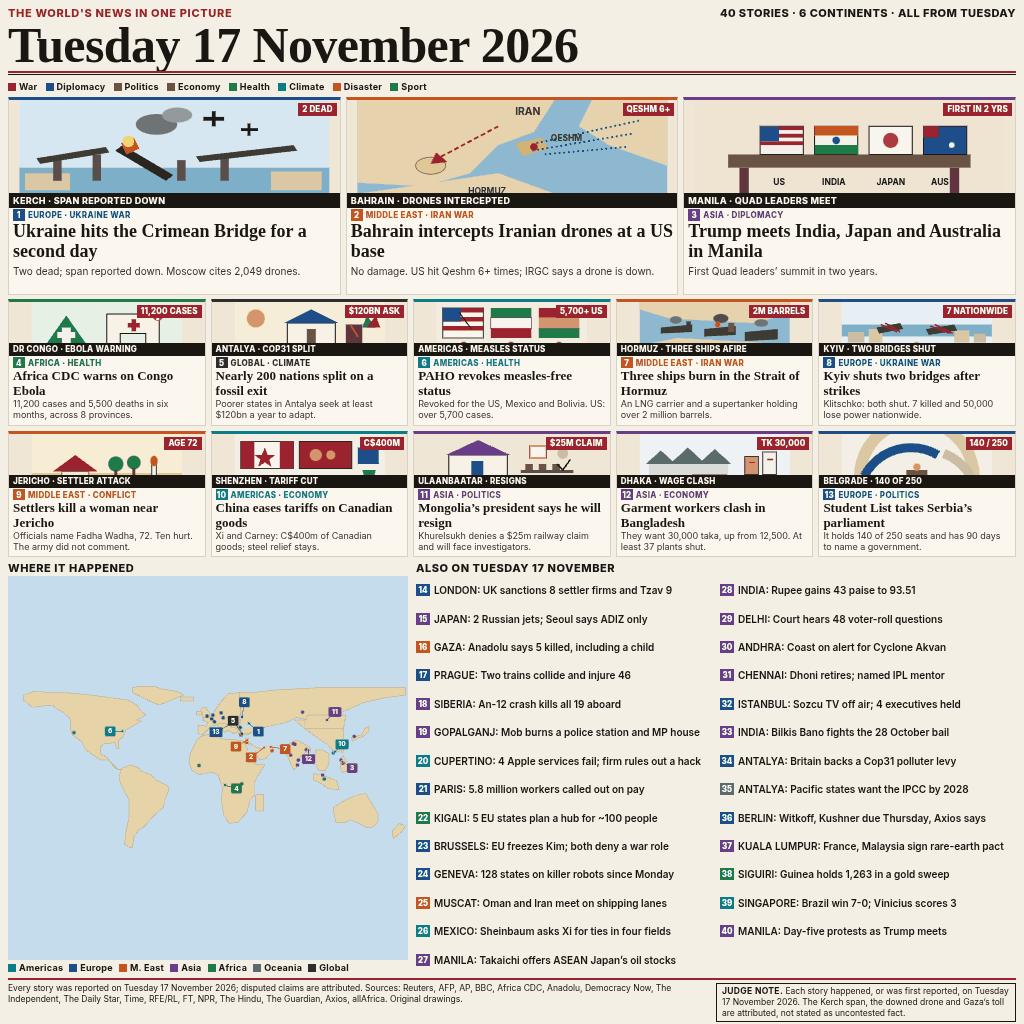 THE WORLD'S NEWS IN ONE PICTURE
40 STORIES · 6 CONTINENTS · ALL FROM TUESDAY
Tuesday 17 November 2026
War Diplomacy Politics Economy Health Climate Disaster Sport
2 DEAD
KERCH · SPAN REPORTED DOWN
1 EUROPE · UKRAINE WAR
Ukraine hits the Crimean Bridge for a
second day
Two dead; span reported down. Moscow cites 2,049 drones.
IRAN
QESHM 6+
QESHM
HORMUZ
BAHRAIN · DRONES INTERCEPTED
2 MIDDLE EAST · IRAN WAR
Bahrain intercepts Iranian drones at a US
base
No damage. US hit Qeshm 6+ times; IRGC says a drone is down.
FIRST IN 2 YRS
US INDIA JAPAN AUS
MANILA · QUAD LEADERS MEET
3 ASIA · DIPLOMACY
Trump meets India, Japan and Australia
in Manila
First Quad leaders’ summit in two years.
11,200 CASES
DR CONGO · EBOLA WARNING
4 AFRICA · HEALTH
Africa CDC warns on Congo
Ebola
11,200 cases and 5,500 deaths in six
months, across 8 provinces.
$120BN ASK
ANTALYA · COP31 SPLIT
5 GLOBAL · CLIMATE
Nearly 200 nations split on a
fossil exit
Poorer states in Antalya seek at least
$120bn a year to adapt.
5,700+ US
AMERICAS · MEASLES STATUS
6 AMERICAS · HEALTH
PAHO revokes measles-free
status
Revoked for the US, Mexico and Bolivia. US:
over 5,700 cases.
2M BARRELS
HORMUZ · THREE SHIPS AFIRE
7 MIDDLE EAST · IRAN WAR
Three ships burn in the Strait of
Hormuz
An LNG carrier and a supertanker holding
over 2 million barrels.
7 NATIONWIDE
KYIV · TWO BRIDGES SHUT
8 EUROPE · UKRAINE WAR
Kyiv shuts two bridges after
strikes
Klitschko: both shut. 7 killed and 50,000
lose power nationwide.
AGE 72
JERICHO · SETTLER ATTACK
9 MIDDLE EAST · CONFLICT
Settlers kill a woman near
Jericho
Officials name Fadha Wadha, 72. Ten hurt.
The army did not comment.
C$400M
SHENZHEN · TARIFF CUT
10 AMERICAS · ECONOMY
China eases tariffs on Canadian
goods
Xi and Carney: C$400m of Canadian
goods; steel relief stays.
$25M CLAIM
ULAANBAATAR · RESIGNS
11 ASIA · POLITICS
Mongolia’s president says he will
resign
Khurelsukh denies a $25m railway claim
and will face investigators.
TK 30,000
DHAKA · WAGE CLASH
12 ASIA · ECONOMY
Garment workers clash in
Bangladesh
They want 30,000 taka, up from 12,500. At
least 37 plants shut.
140 / 250
BELGRADE · 140 OF 250
13 EUROPE · POLITICS
Student List takes Serbia’s
parliament
It holds 140 of 250 seats and has 90 days
to name a government.
WHERE IT HAPPENED
8
11
6
5
13
1
9
10
2
7
12
3
4
Americas Europe M. East Asia Africa Oceania Global
ALSO ON TUESDAY 17 NOVEMBER
14 LONDON: UK sanctions 8 settler firms and Tzav 9
15 JAPAN: 2 Russian jets; Seoul says ADIZ only
16 GAZA: Anadolu says 5 killed, including a child
17 PRAGUE: Two trains collide and injure 46
18 SIBERIA: An-12 crash kills all 19 aboard
19 GOPALGANJ: Mob burns a police station and MP house
20 CUPERTINO: 4 Apple services fail; firm rules out a hack
21 PARIS: 5.8 million workers called out on pay
22 KIGALI: 5 EU states plan a hub for ~100 people
23 BRUSSELS: EU freezes Kim; both deny a war role
24 GENEVA: 128 states on killer robots since Monday
25 MUSCAT: Oman and Iran meet on shipping lanes
26 MEXICO: Sheinbaum asks Xi for ties in four fields
27 MANILA: Takaichi offers ASEAN Japan’s oil stocks
28 INDIA: Rupee gains 43 paise to 93.51
29 DELHI: Court hears 48 voter-roll questions
30 ANDHRA: Coast on alert for Cyclone Akvan
31 CHENNAI: Dhoni retires; named IPL mentor
32 ISTANBUL: Sozcu TV off air; 4 executives held
33 INDIA: Bilkis Bano fights the 28 October bail
34 ANTALYA: Britain backs a Cop31 polluter levy
35 ANTALYA: Pacific states want the IPCC by 2028
36 BERLIN: Witkoff, Kushner due Thursday, Axios says
37 KUALA LUMPUR: France, Malaysia sign rare-earth pact
38 SIGUIRI: Guinea holds 1,263 in a gold sweep
39 SINGAPORE: Brazil win 7-0; Vinicius scores 3
40 MANILA: Day-five protests as Trump meets
Every story was reported on Tuesday 17 November 2026; disputed claims are attributed. Sources: Reuters, AFP, AP, BBC, Africa CDC, Anadolu, Democracy Now, The
Independent, The Daily Star, Time, RFE/RL, FT, NPR, The Hindu, The Guardian, Axios, allAfrica. Original drawings.
JUDGE NOTE. Each story happened, or was first reported, on Tuesday
17 November 2026. The Kerch span, the downed drone and Gaza’s toll
are attributed, not stated as uncontested fact.